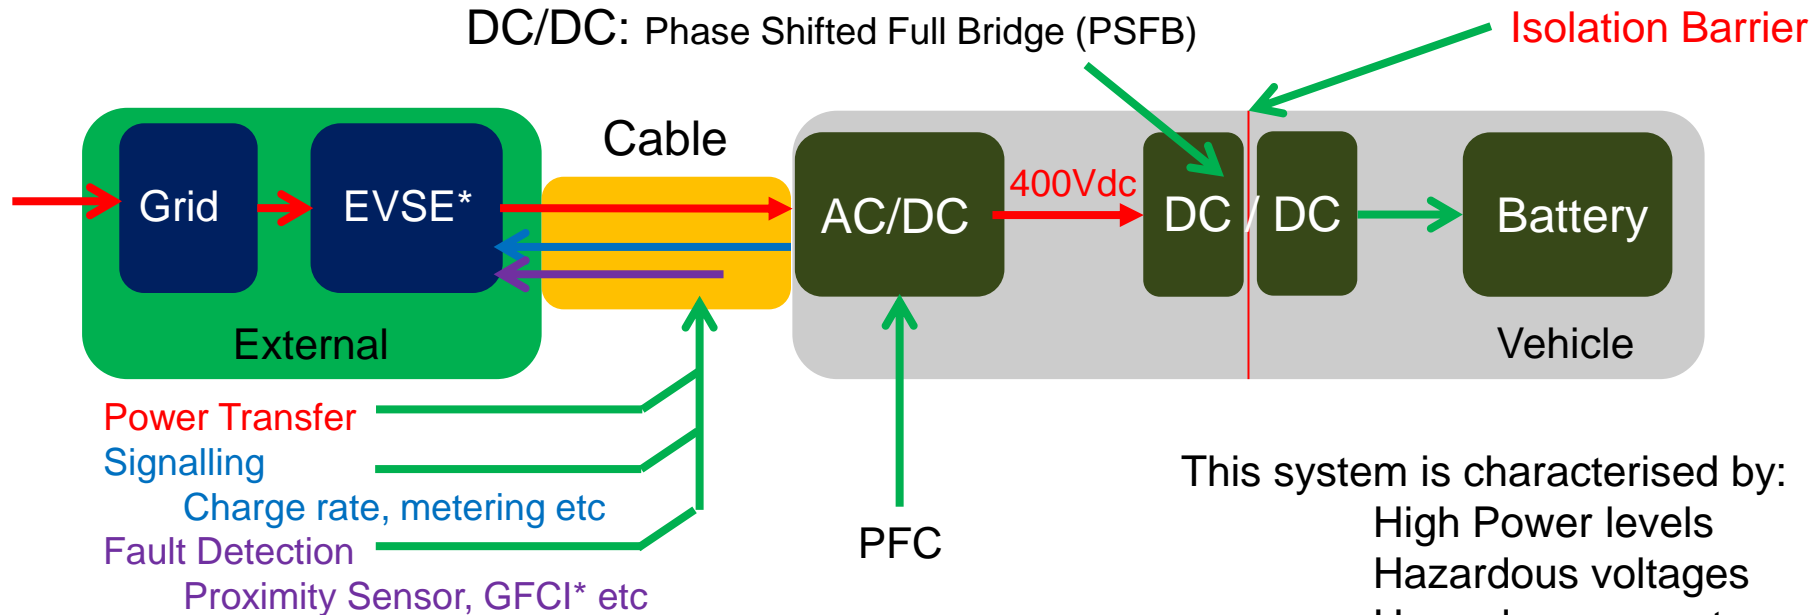 DC/DC: Phase Shifted Full Bridge (PSFB)
Isolation Barrier
Cable
Grid
EVSE*
AC/DC
400Vdc
DC / DC
Battery
External
Vehicle
Power Transfer
Signalling
Charge rate, metering etc
Fault Detection
Proximity Sensor, GFCI* etc
PFC
This system is characterised by:
High Power levels
Hazardous voltages